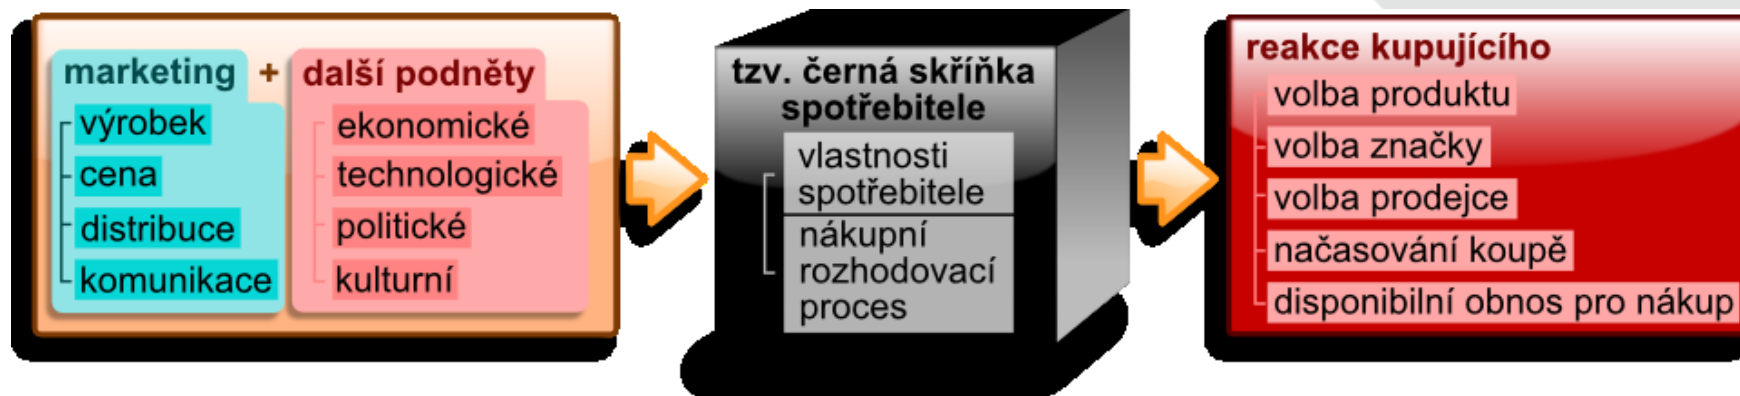 marketing + další podněty
výrobek
cena
distribuce
komunikace
ekonomické
technologické
politické
kulturní
tzv. černá skříňka
spotřebitele
vlastnosti
spotřebitele
nákupní
rozhodovací
proces
reakce kupujícího
volba produktu
volba značky
volba prodejce
načasování koupě
disponibilní obnos pro nákup